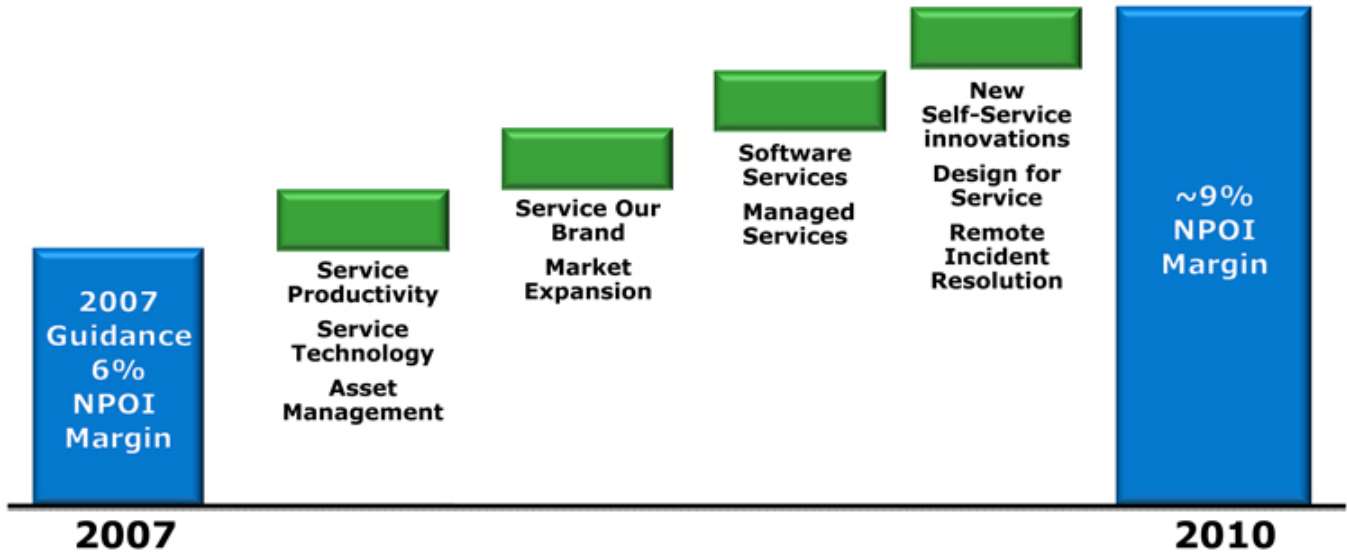 2007
Guidance
6%
NPOI
Margin
Service
Productivity
Service
Technology
Asset
Management
Service Our
Brand
Market
Expansion
Software
Services
Managed
Services
New
Self-Service
innovations
Design for
Service
Remote
Incident
Resolution
~9%
NPOI
Margin
2007
2010